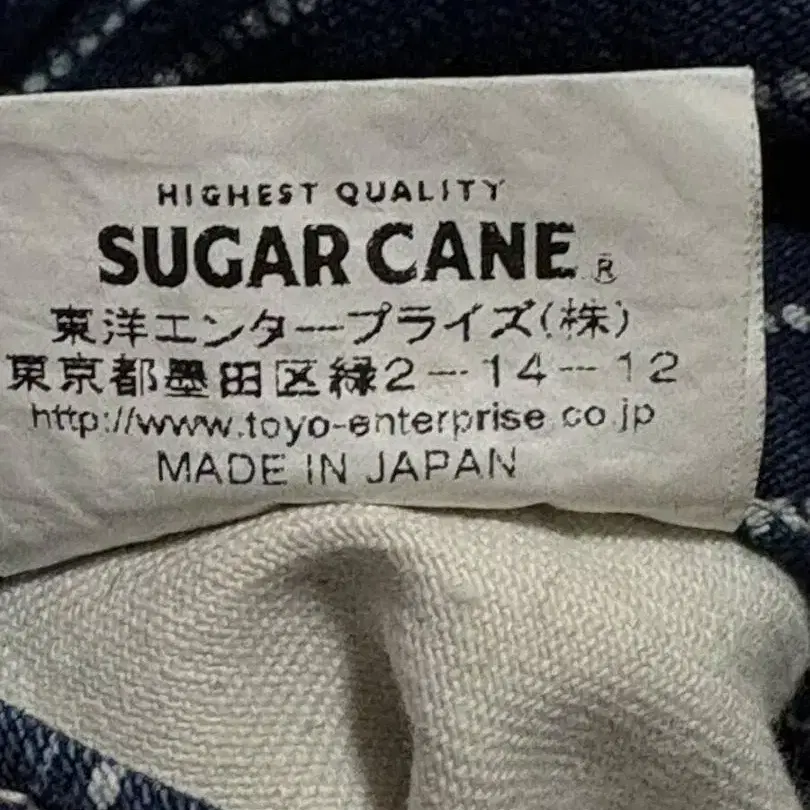 HIGHEST QUALITY
SUGAR CANE®
東洋エンタープライズ(株)
東京都墨田区緑2-14-12
http://www.toyo-enterprise.co.jp
MADE IN JAPAN